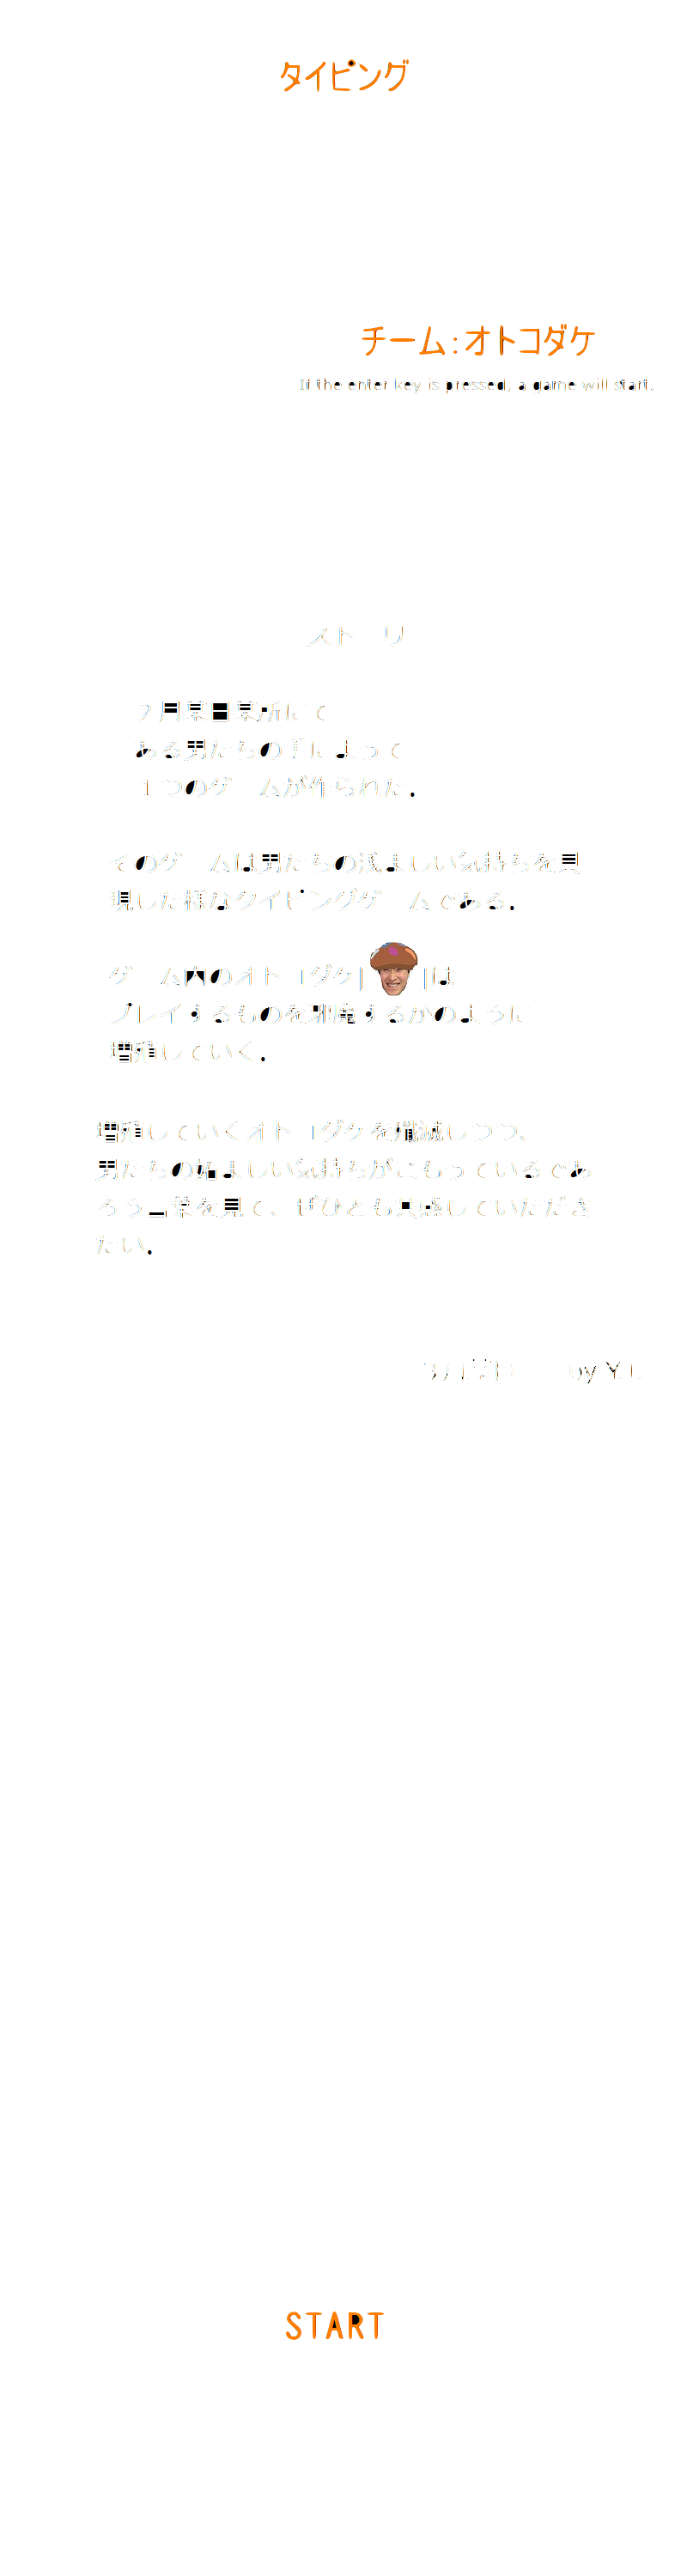 タイピング
チーム:オトコダケ
If the enter key is pressed, a game will start.
ストーリー
２月某日某所にて
ある男たちの手によって
１つのゲームが作られた．
そのゲームは男たちの浅ましい気持ちを具
現した様なタイピングゲームである．
ゲーム内のオトコダケ[ ]は
プレイするものを邪魔するかのように
増殖していく．
増殖していくオトコダケを殲滅しつつ、
男たちの妬ましい気持ちがこもっているであ
ろう言葉を見て、ぜひとも共感していただき
たい．
by
START